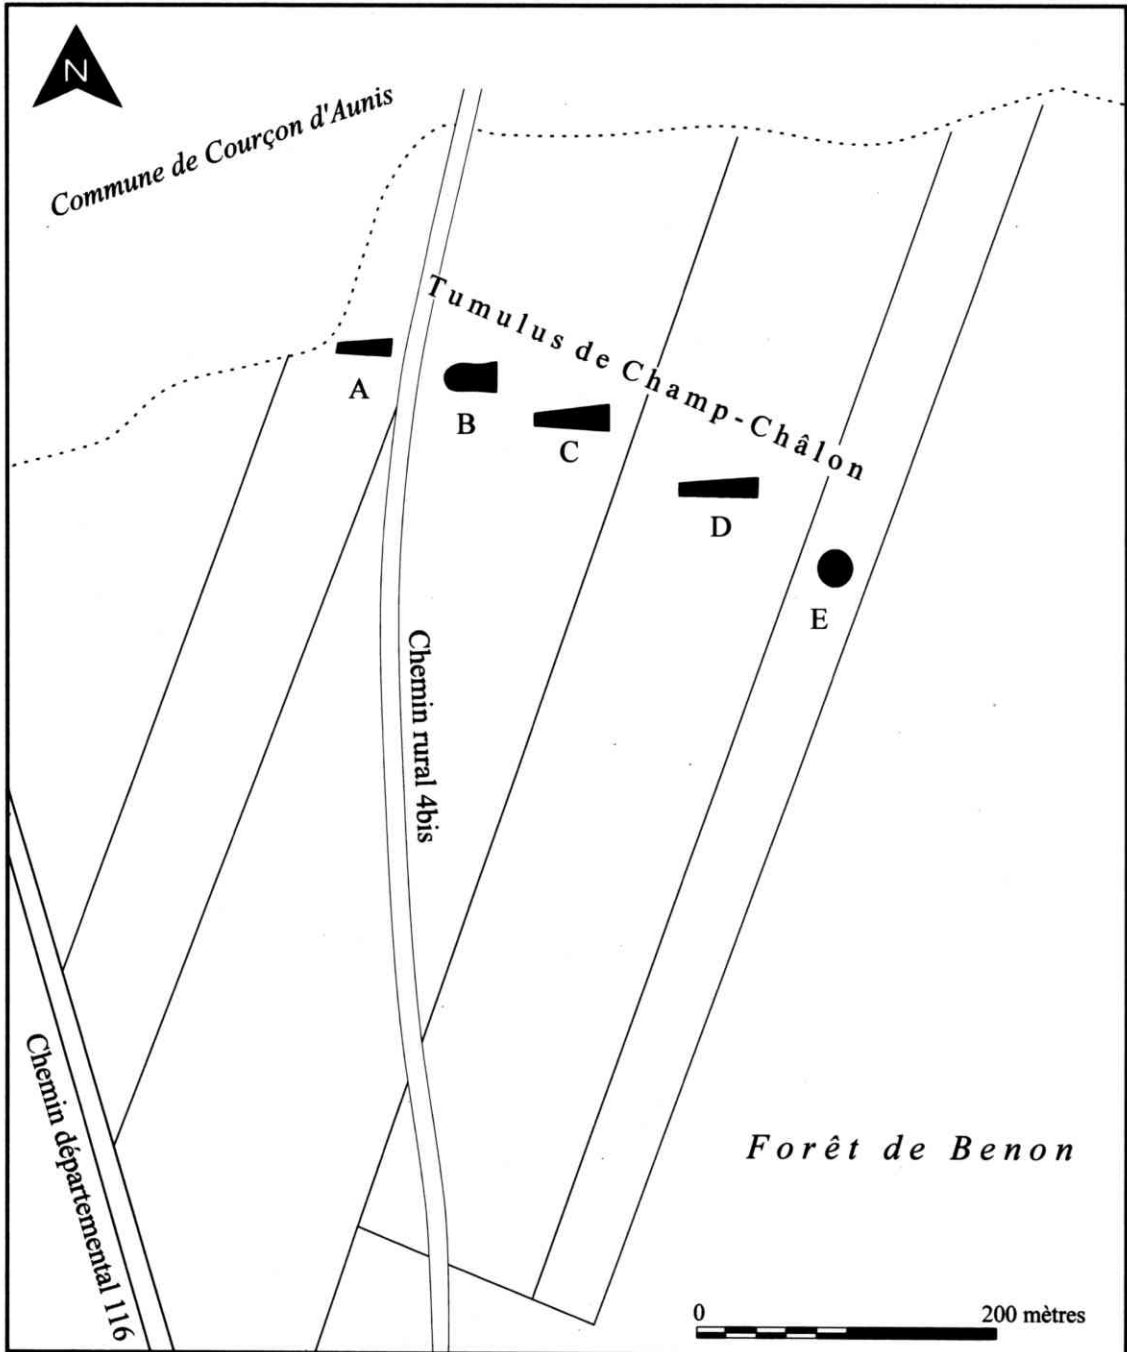 N
Commune de Courçon d'Aunis
Tumulus de Champ-Châlon
A
B
C
D
E
Chemin rural 4bis
Chemin départemental 116
Forêt de Benon
0
200 mètres